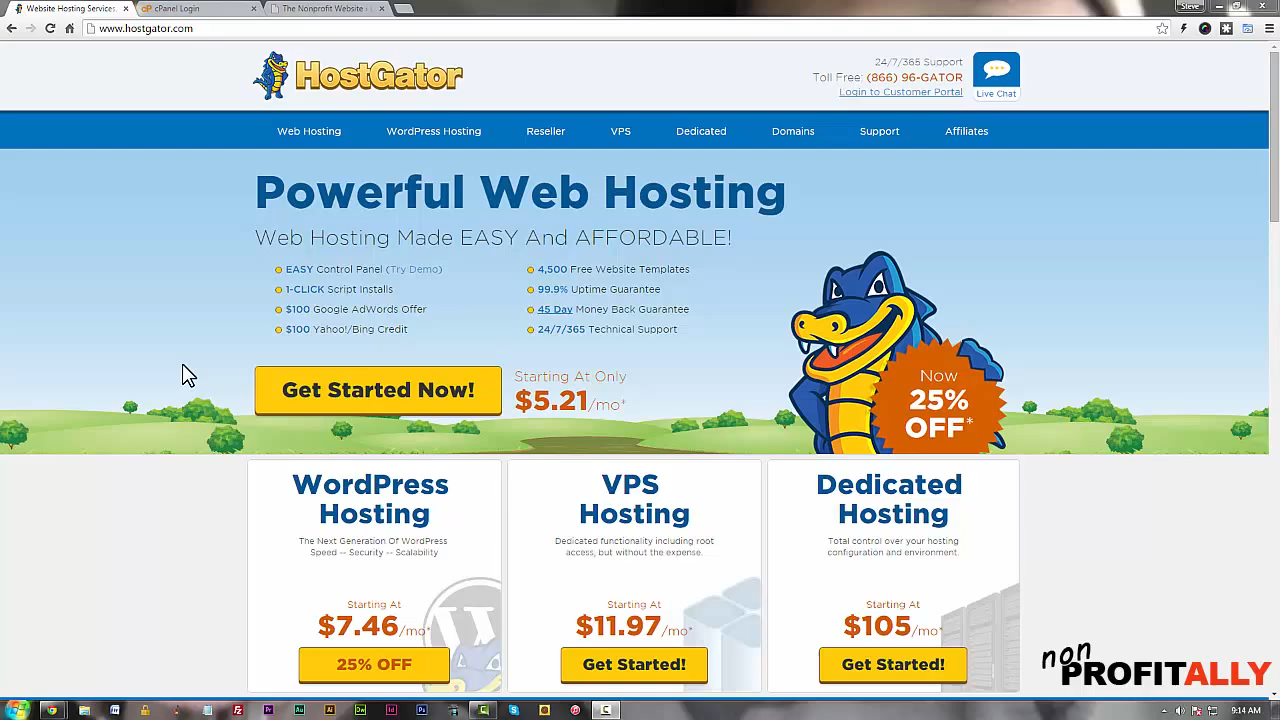 Website Hosting Services,
cPanel Login
The Nonprofit Website
Steve
www.hostgator.com
HostGator
24/7/365 Support
Toll Free: (866) 96-GATOR
Login to Customer Portal
Live Chat
Web Hosting WordPress Hosting Reseller VPS Dedicated Domains Support Affiliates
Powerful Web Hosting
Web Hosting Made EASY And AFFORDABLE!
EASY Control Panel (Try Demo)
1-CLICK Script Installs
$100 Google AdWords Offer
$100 Yahoo!/Bing Credit
4,500 Free Website Templates
99.9% Uptime Guarantee
45 Day Money Back Guarantee
24/7/365 Technical Support
Get Started Now!
Starting At Only
$5.21/mo*
Now
25%
OFF*
WordPress
Hosting
The Next Generation Of WordPress
Speed -- Security -- Scalability
Starting At
$7.46/mo*
25% OFF
VPS
Hosting
Dedicated functionality including root
access, but without the expense.
Starting At
$11.97/mo*
Get Started!
Dedicated
Hosting
Total control over your hosting
configuration and environment.
Starting At
$105/mo*
Get Started!
non
PROFITALLY
9:14 AM